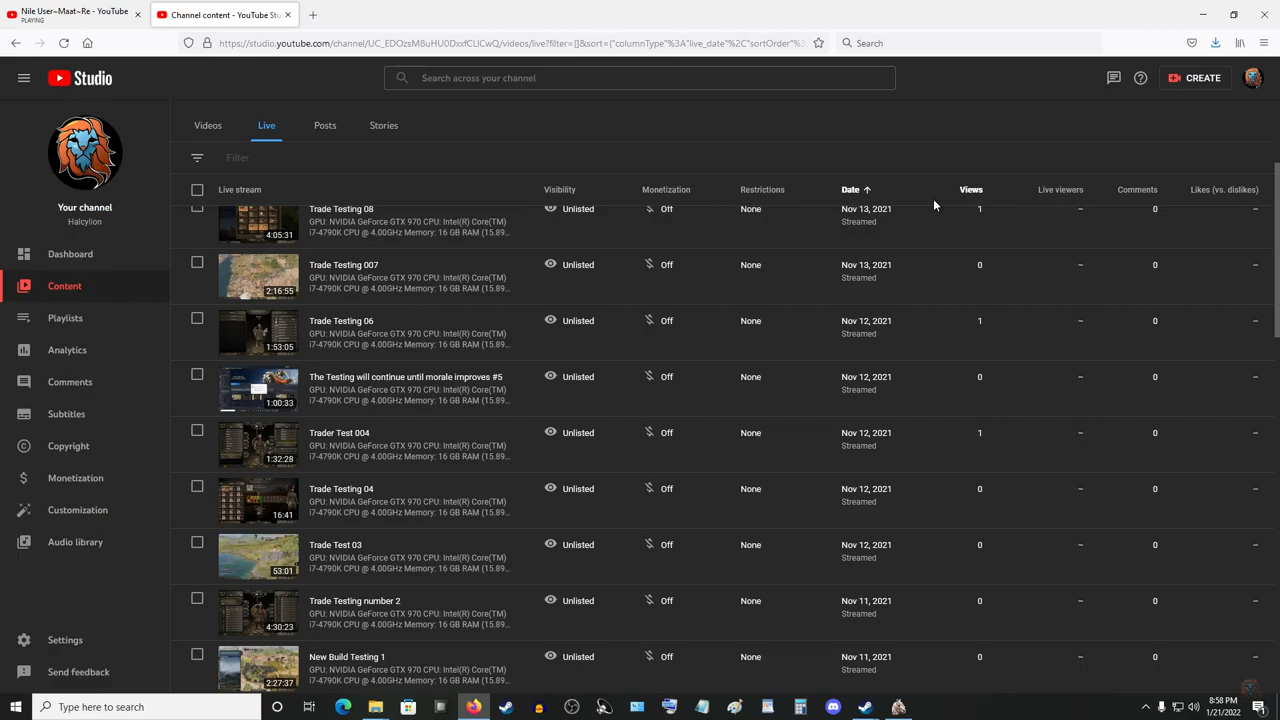 Nile User~Maat~Re - YouTube
PLAYING
Channel content - YouTube Stu
https://studio.youtube.com/channel/UC_EDOzsM8uHU0DxxfCLlCwQ/videos/live?filter=[]&sort={"columnType"%3A"live_date"%2C"sortOrder"%
Search
Studio
Search across your channel
CREATE
Your channel
Halcylion
Dashboard
Content
Playlists
Analytics
Comments
Subtitles
Copyright
Monetization
Customization
Audio library
Settings
Send feedback
Videos Live Posts Stories
Filter
Live stream Visibility Monetization Restrictions Date Views Live viewers Comments Likes (vs. dislikes)
Trade Testing 08 Unlisted Off None Nov 13, 2021 1 – 0 –
GPU: NVIDIA GeForce GTX 970 CPU: Intel(R) Core(TM) Streamed
i7-4790K CPU @ 4.00GHz Memory: 16 GB RAM (15.89...
4:05:31
Trade Testing 007 Unlisted Off None Nov 13, 2021 0 – 0 –
GPU: NVIDIA GeForce GTX 970 CPU: Intel(R) Core(TM) Streamed
i7-4790K CPU @ 4.00GHz Memory: 16 GB RAM (15.89...
2:16:55
Trade Testing 06 Unlisted Off None Nov 12, 2021 0 – 0 –
GPU: NVIDIA GeForce GTX 970 CPU: Intel(R) Core(TM) Streamed
i7-4790K CPU @ 4.00GHz Memory: 16 GB RAM (15.89...
1:53:05
The Testing will continue until morale improves Unlisted Off None Nov 12, 2021 0 – 0 –
GPU: NVIDIA GeForce GTX 970 CPU: Intel(R) Core(TM) Streamed
i7-4790K CPU @ 4.00GHz Memory: 16 GB RAM (15.89...
1:00:33
Trader Test 004 Unlisted Off None Nov 12, 2021 1 – 0 –
GPU: NVIDIA GeForce GTX 970 CPU: Intel(R) Core(TM) Streamed
i7-4790K CPU @ 4.00GHz Memory: 16 GB RAM (15.89...
1:32:28
Trade Testing 04 Unlisted Off None Nov 12, 2021 0 – 0 –
GPU: NVIDIA GeForce GTX 970 CPU: Intel(R) Core(TM) Streamed
i7-4790K CPU @ 4.00GHz Memory: 16 GB RAM (15.89...
16:41
Trade Test 03 Unlisted Off None Nov 12, 2021 0 – 0 –
GPU: NVIDIA GeForce GTX 970 CPU: Intel(R) Core(TM) Streamed
i7-4790K CPU @ 4.00GHz Memory: 16 GB RAM (15.89...
53:01
Trade Testing number 2 Unlisted Off None Nov 11, 2021 0 – 0 –
GPU: NVIDIA GeForce GTX 970 CPU: Intel(R) Core(TM) Streamed
i7-4790K CPU @ 4.00GHz Memory: 16 GB RAM (15.89...
4:30:23
New Build Testing 1 Unlisted Off None Nov 11, 2021 0 – 0 –
GPU: NVIDIA GeForce GTX 970 CPU: Intel(R) Core(TM) Streamed
i7-4790K CPU @ 4.00GHz Memory: 16 GB RAM (15.89...
2:27:37
Type here to search
8:58 PM
1/21/2022